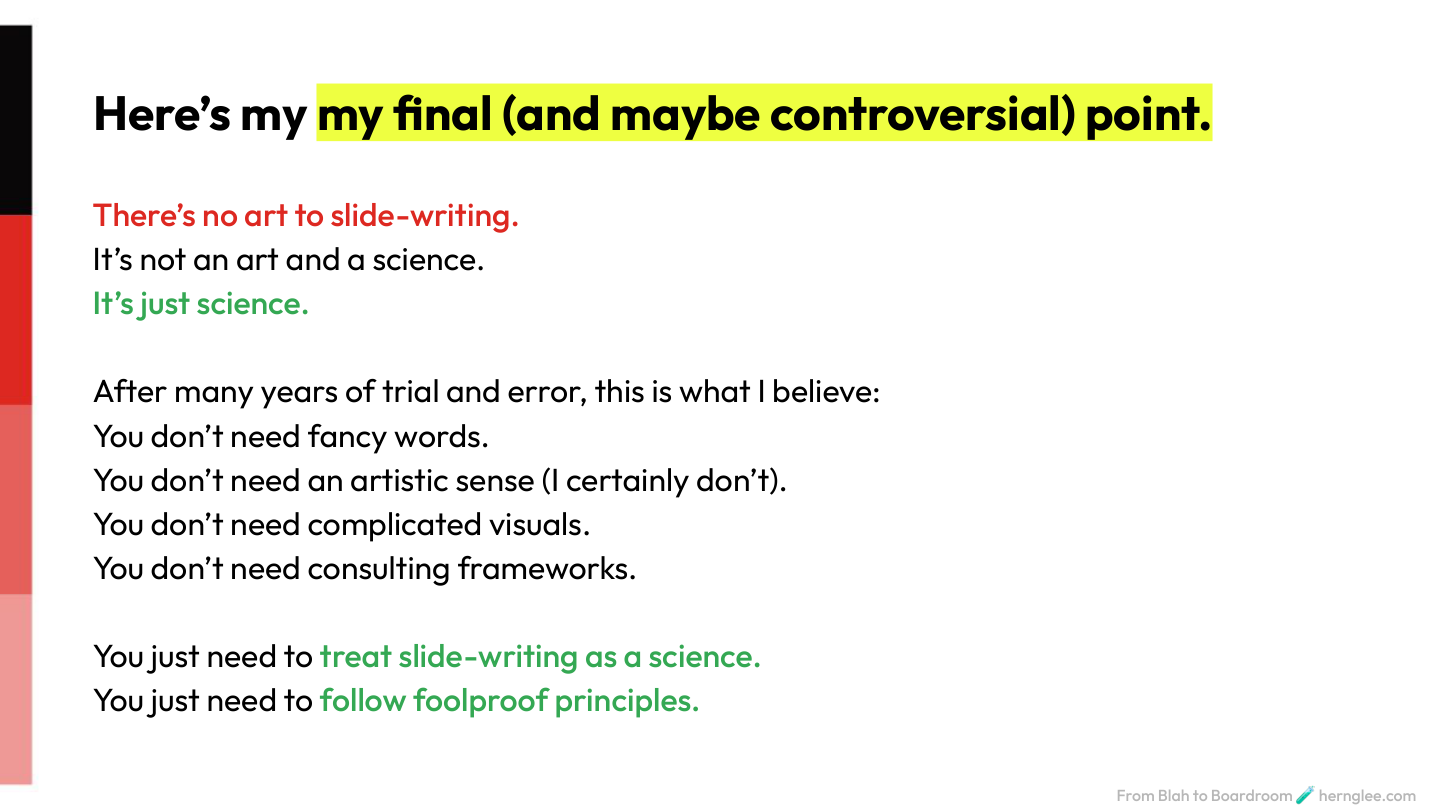 Here’s my my final (and maybe controversial) point.
There’s no art to slide-writing.
It’s not an art and a science.
It’s just science.
After many years of trial and error, this is what I believe:
You don’t need fancy words.
You don’t need an artistic sense (I certainly don’t).
You don’t need complicated visuals.
You don’t need consulting frameworks.
You just need to treat slide-writing as a science.
You just need to follow foolproof principles.
From Blah to Boardroom 🧪 hernglee.com